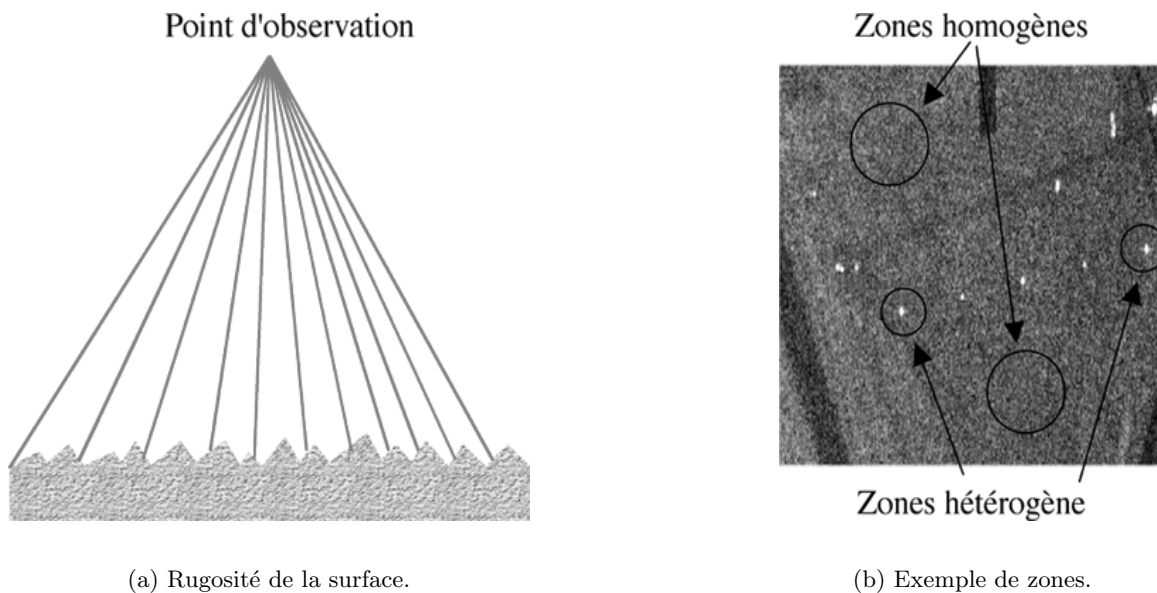 Point d'observation
Zones homogènes
Zones hétérogène
(a) Rugosité de la surface.
(b) Exemple de zones.